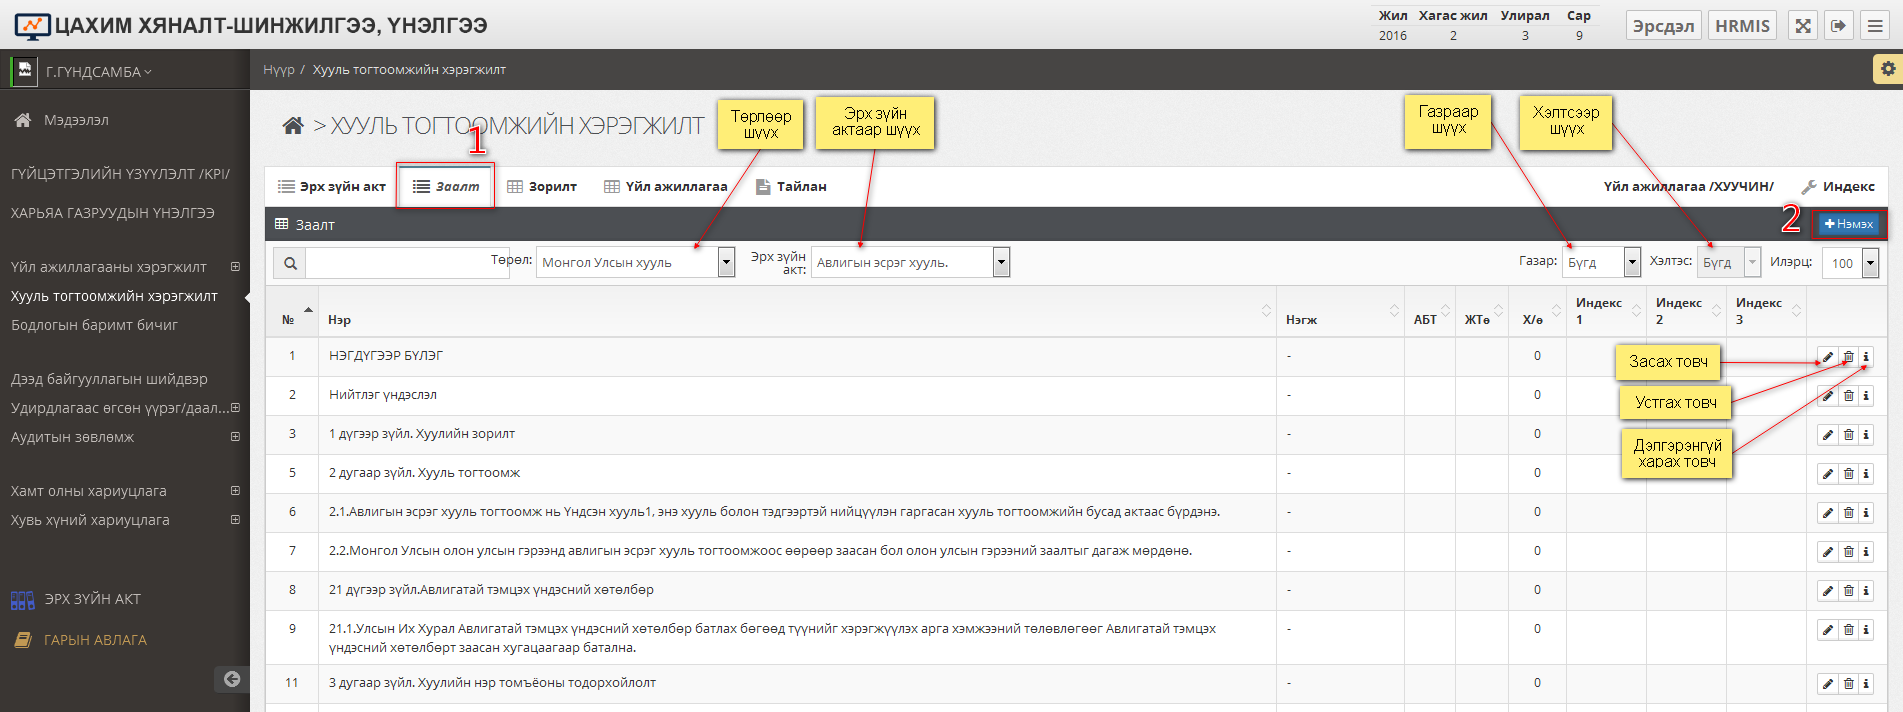 ЦАХИМ ХЯНАЛТ-ШИНЖИЛГЭЭ, ҮНЭЛГЭЭ
Жил Хагас жил Улирал Сар
2016 2 3 9
Эрсдэл HRMIS
Г.ГҮНДСАМБА
Нүүр / Хууль тогтоомжийн хэрэгжилт
Мэдээлэл
ГҮЙЦЭТГЭЛИЙН ҮЗҮҮЛЭЛТ /KPI/
ХАРЬЯА ГАЗРУУДЫН ҮНЭЛГЭЭ
Үйл ажиллагааны хэрэгжилт
Хууль тогтоомжийн хэрэгжилт
Бодлогын баримт бичиг
Дээд байгууллагын шийдвэр
Удирдлагаас өгсөн үүрэг/даал...
Аудитын зөвлөмж
Хамт олны хариуцлага
Хувь хүний хариуцлага
ЭРХ ЗҮЙН АКТ
ГАРЫН АВЛАГА
> ХУУЛЬ ТОГТООМЖИЙН ХЭРЭГЖИЛТ
1
Төрлөөр
шүүх
Эрх зүйн
актаар шүүх
Газраар
шүүх
Хэлтсээр
шүүх
Эрх зүйн акт Заалт Зорилт Үйл ажиллагаа Тайлан
Үйл ажиллагаа /ХУУЧИН/ Индекс
Заалт
2
Нэмэх
Төрөл: Монгол Улсын хууль
Эрх зүйн
акт: Авлигын эсрэг хууль.
Газар: Бүгд Хэлтэс: Бүгд Илэрц: 100
№ Нэр Нэгж АБТ ЖТө Х/ө Индекс 1 Индекс 2 Индекс 3
1 НЭГДҮГЭЭР БҮЛЭГ - 0
2 Нийтлэг үндэслэл - 0
3 1 дүгээр зүйл. Хуулийн зорилт - 0
5 2 дугаар зүйл. Хууль тогтоомж - 0
6 2.1.Авлигын эсрэг хууль тогтоомж нь Үндсэн хууль1, энэ хууль болон тэдгээртэй нийцүүлэн гаргасан хууль тогтоомжийн бусад актаас бүрдэнэ. - 0
7 2.2.Монгол Улсын олон улсын гэрээнд авлигын эсрэг хууль тогтоомжоос өөрөөр заасан бол олон улсын гэрээний заалтыг дагаж мөрдөнө. - 0
8 21 дүгээр зүйл.Авлигатай тэмцэх үндэсний хөтөлбөр - 0
9 21.1.Улсын Их Хурал Авлигатай тэмцэх үндэсний хөтөлбөр батлах бөгөөд түүнийг хэрэгжүүлэх арга хэмжээний төлөвлөгөөг Авлигатай тэмцэх - 0
үндэсний хөтөлбөрт заасан хугацаагаар батална.
11 3 дугаар зүйл. Хуулийн нэр томъёоны тодорхойлолт - 0
Засах товч
Устгах товч
Дэлгэрэнгүй
харах товч